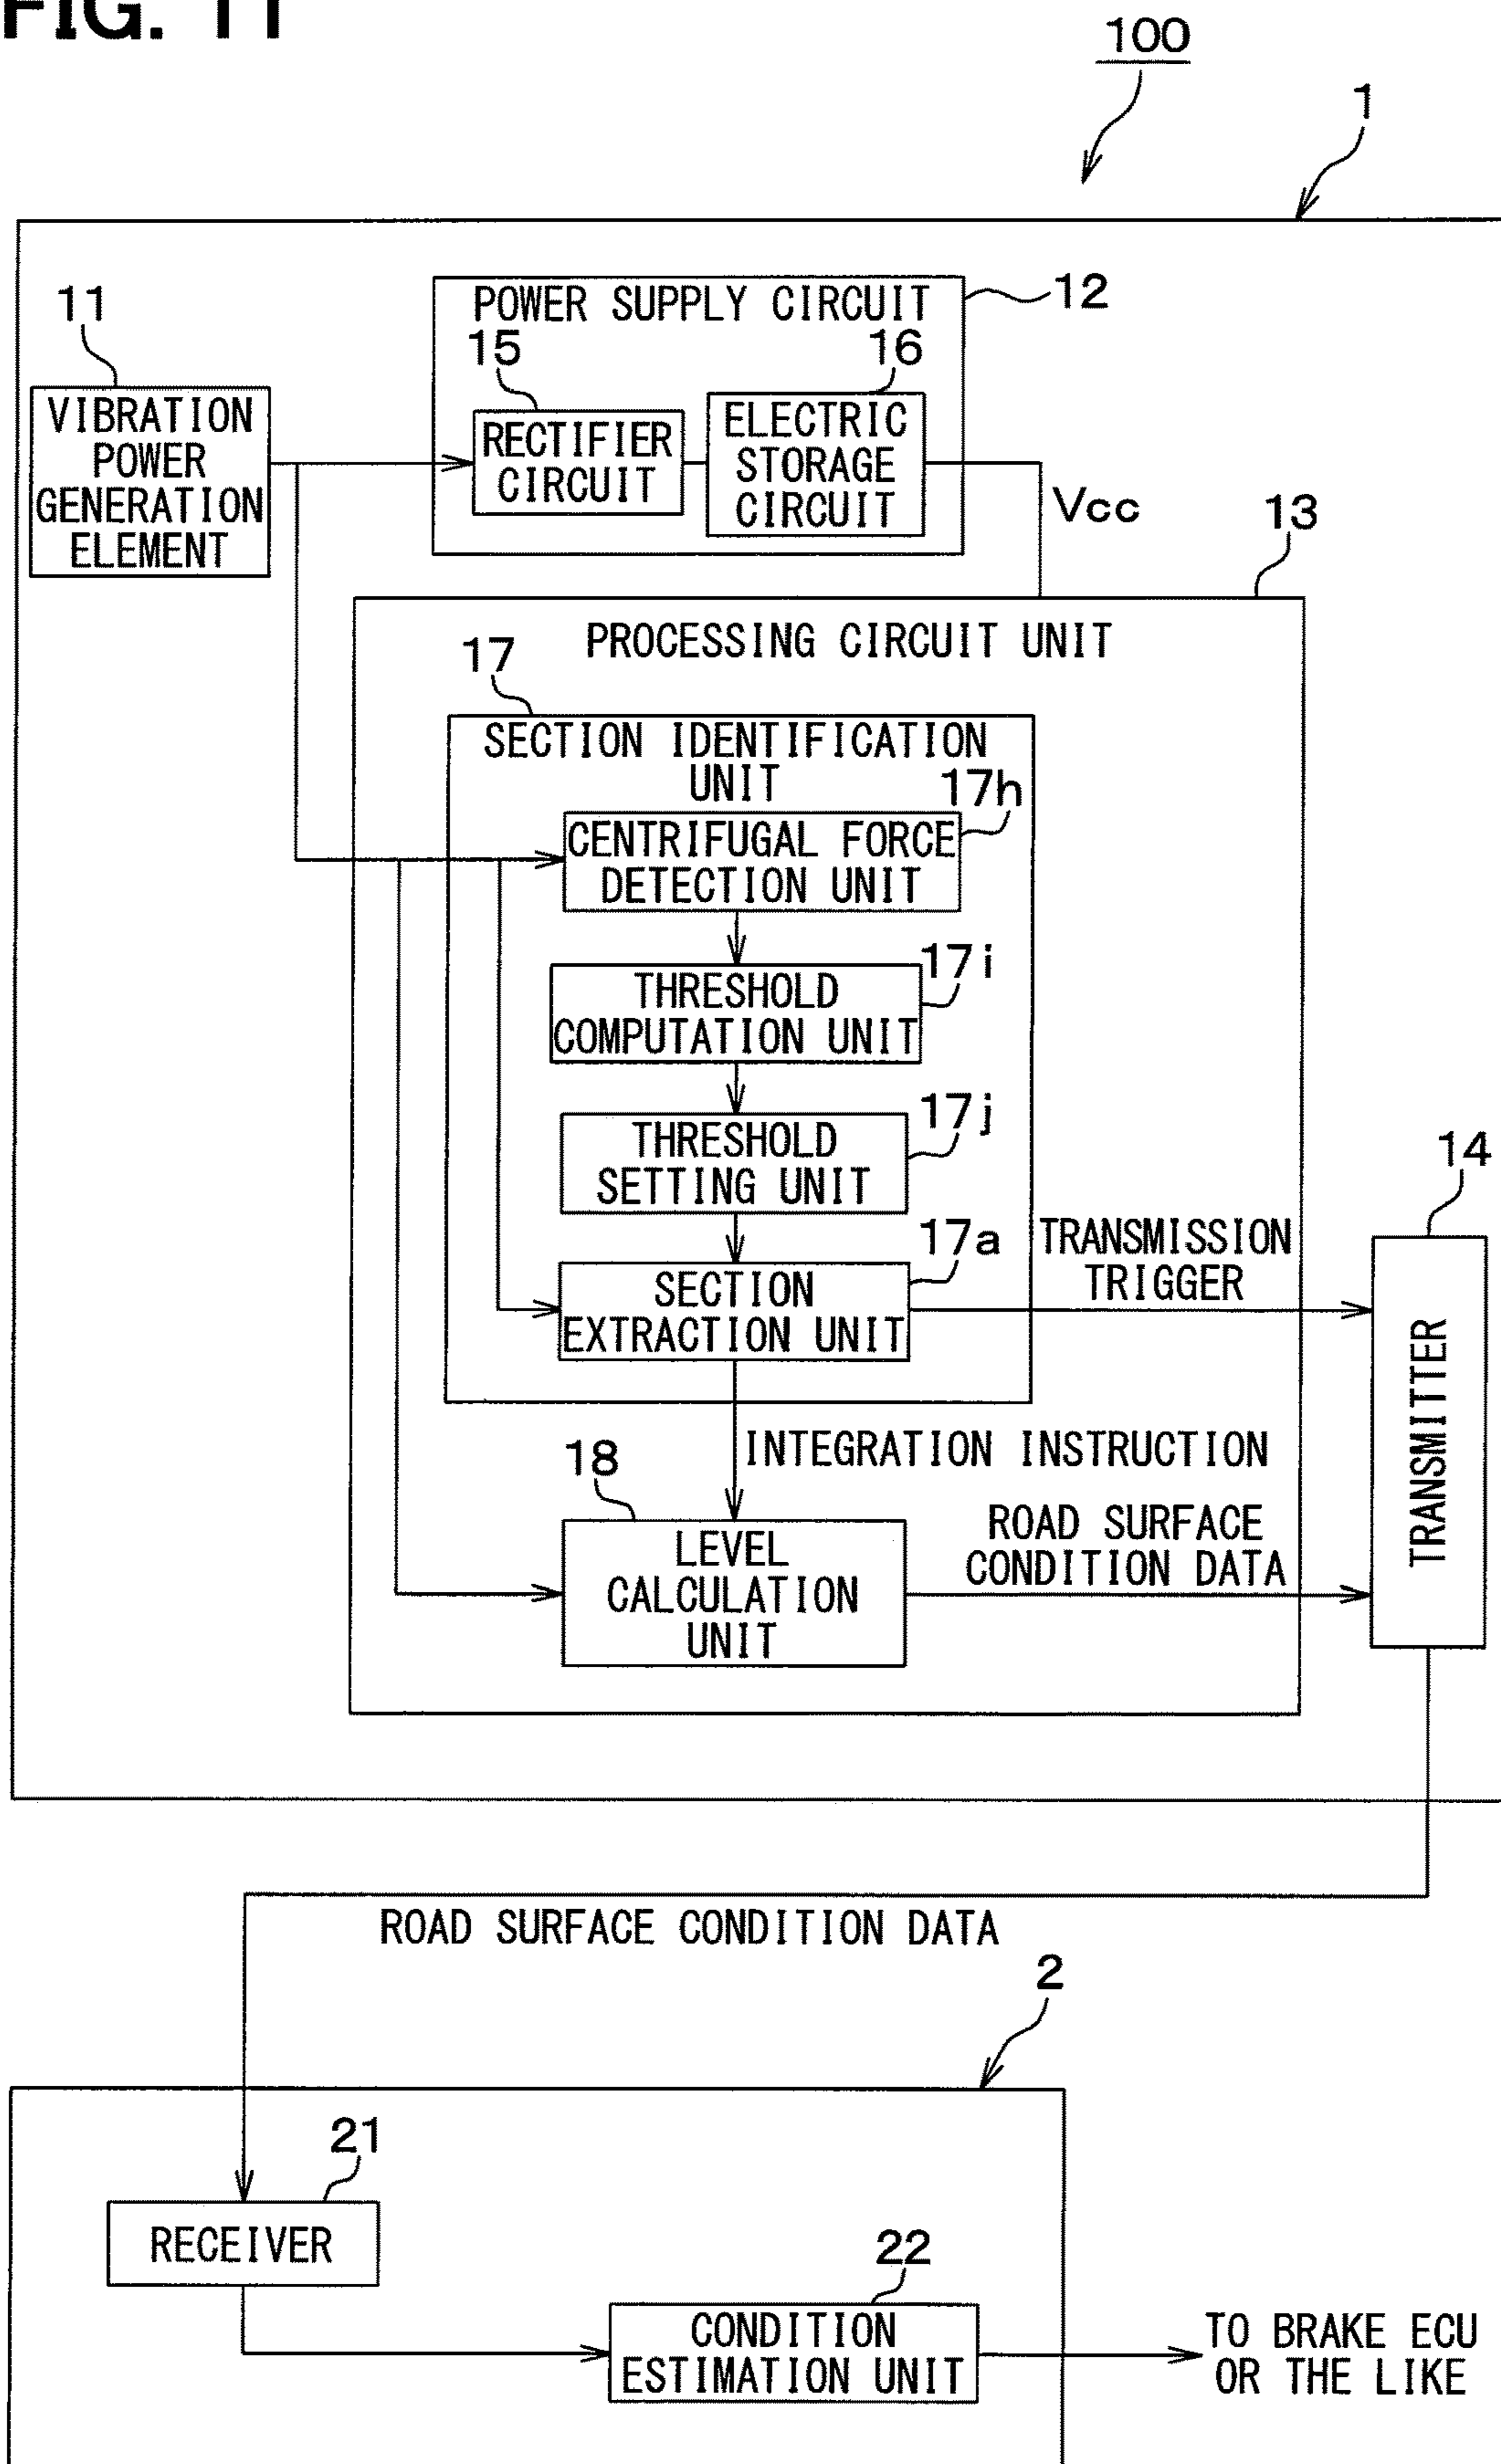 FIG. 11
100
1
11
VIBRATION
POWER
GENERATION
ELEMENT
POWER SUPPLY CIRCUIT
12
15
RECTIFIER
CIRCUIT
16
ELECTRIC
STORAGE
CIRCUIT
Vcc
13
PROCESSING CIRCUIT UNIT
17
SECTION IDENTIFICATION
UNIT
17h
CENTRIFUGAL FORCE
DETECTION UNIT
17i
THRESHOLD
COMPUTATION UNIT
17j
THRESHOLD
SETTING UNIT
17a
SECTION
EXTRACTION UNIT
TRANSMISSION
TRIGGER
14
TRANSMITTER
INTEGRATION INSTRUCTION
18
LEVEL
CALCULATION
UNIT
ROAD SURFACE
CONDITION DATA
ROAD SURFACE CONDITION DATA
2
21
RECEIVER
22
CONDITION
ESTIMATION UNIT
TO BRAKE ECU
OR THE LIKE